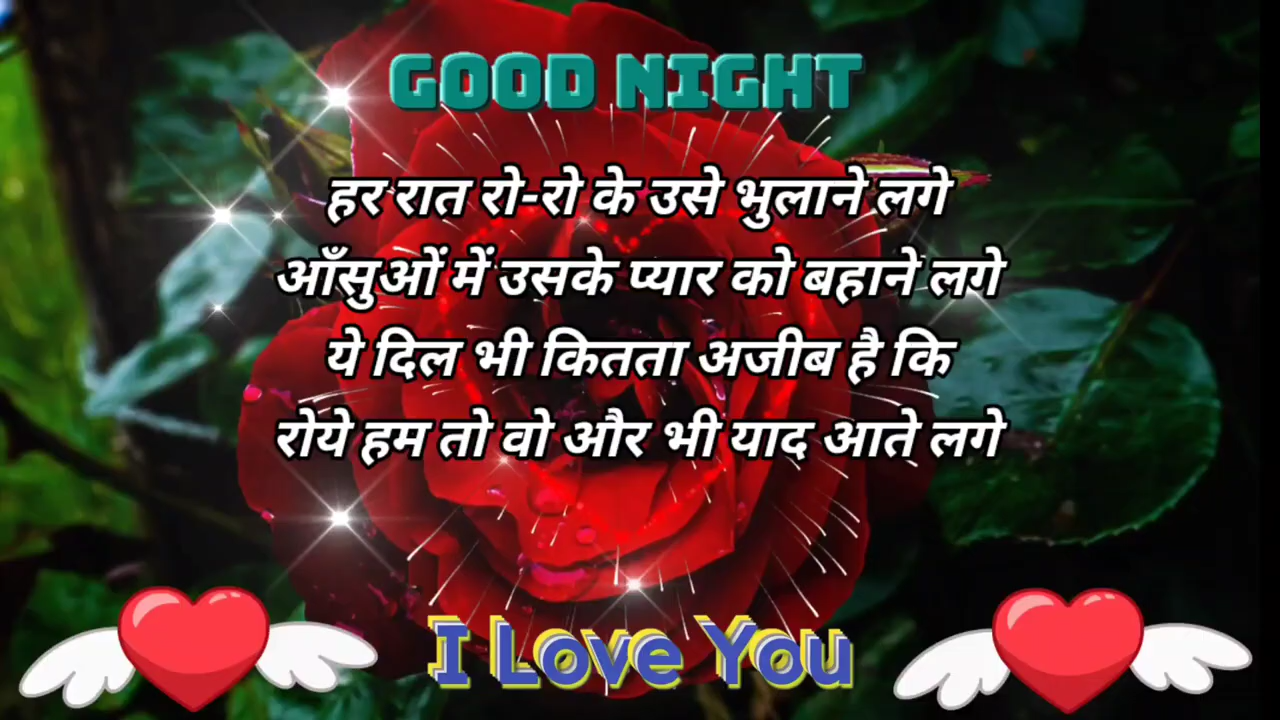 GOOD NIGHT
हर रात रो-रो के उसे भुलाने लगे
आँसुओं में उसके प्यार को बहाने लगे
ये दिल भी कितता अजीब है कि
रोये हम तो वो और भी याद आते लगे
I Love You